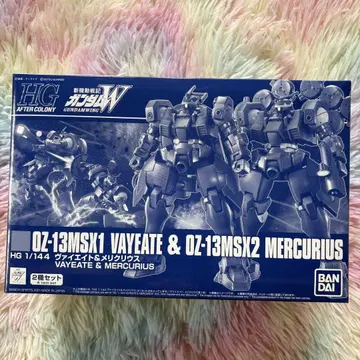 HG
AFTER COLONY
新機動戦記
ガンダムW
GUNDAM WING
OZ-13MSX1 VAYEATE & OZ-13MSX2 MERCURIUS
HG 1/144 ヴァイエイト&メリクリウス
VAYEATE & MERCURIUS
2種セット
BAN
DAI